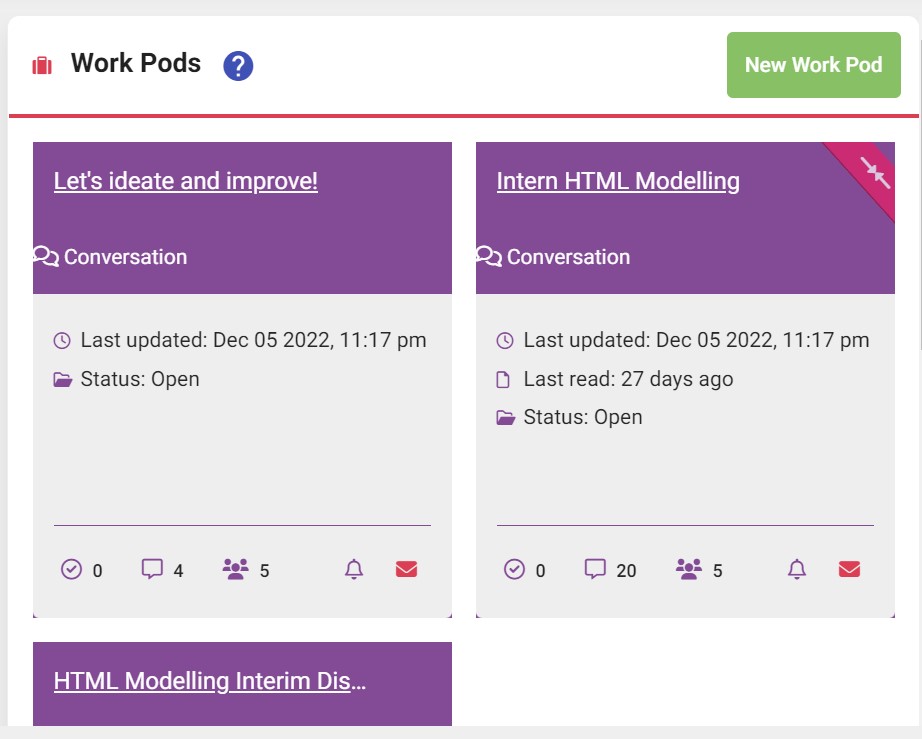 Work Pods ?
New Work Pod
Let's ideate and improve!
Conversation
Last updated: Dec 05 2022, 11:17 pm
Status: Open
0 4 5
Intern HTML Modelling
Conversation
Last updated: Dec 05 2022, 11:17 pm
Last read: 27 days ago
Status: Open
0 20 5
HTML Modelling Interim Dis...